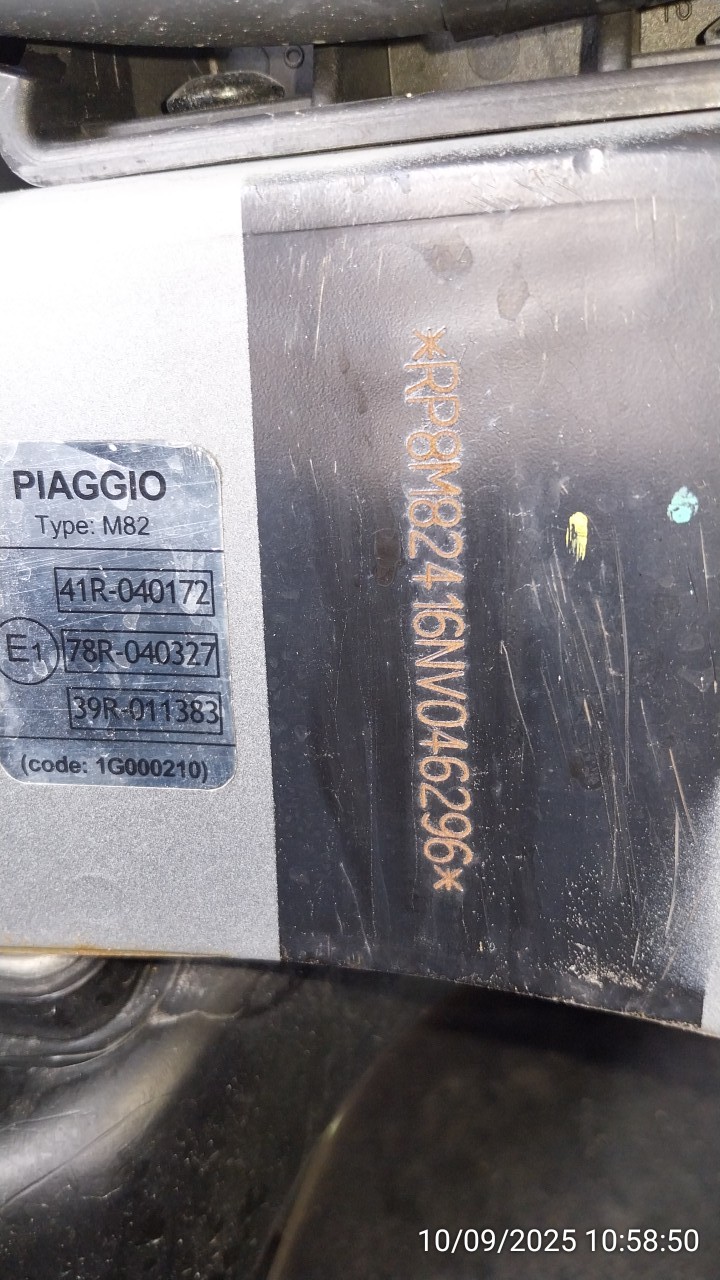 PIAGGIO
Type: M82
41R-040172
E1 78R-040327
39R-011383
(code: 1G000210)
*RP8M82416NV046296*
10/09/2025 10:58:50